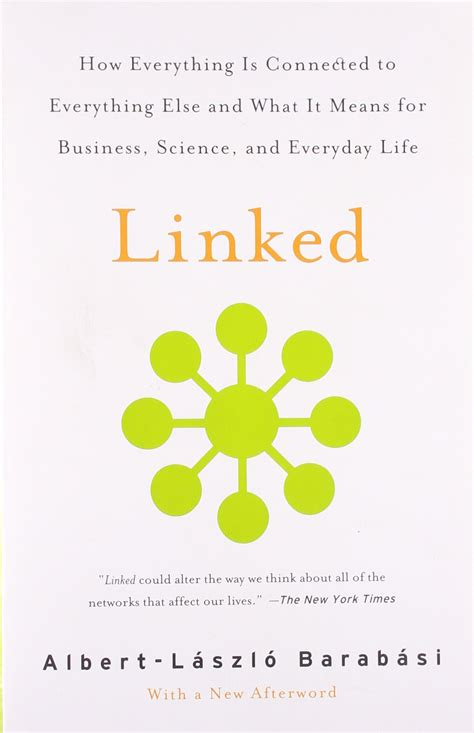 How Everything Is Connected to
Everything Else and What It Means for
Business, Science, and Everyday Life
Linked
"Linked could alter the way we think about all of the
networks that affect our lives." —The New York Times
Albert-László Barabási
With a New Afterword